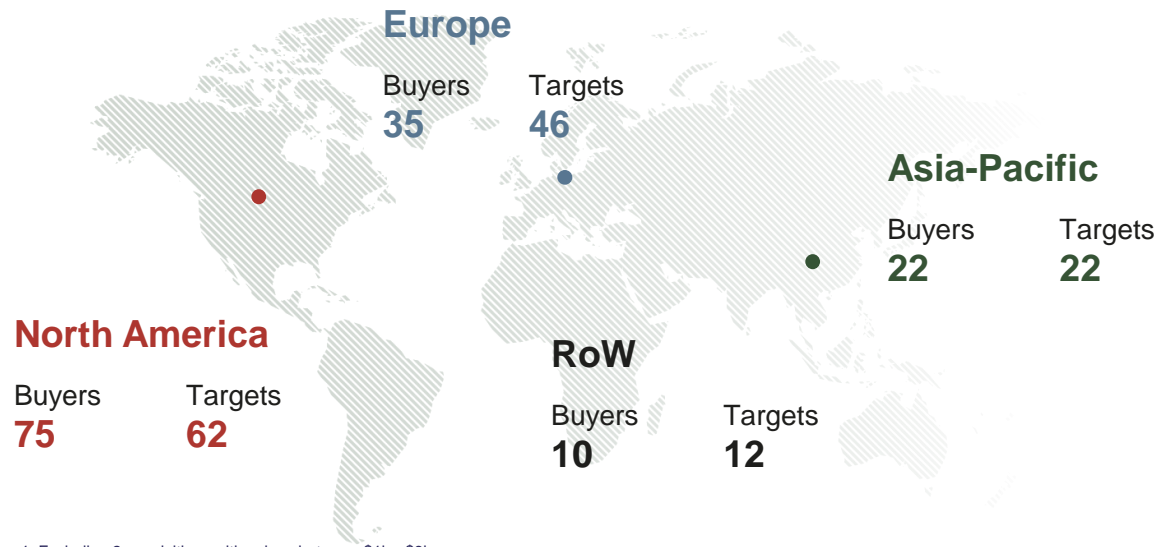 Europe
Buyers Targets
35 46
Asia-Pacific
Buyers Targets
22 22
North America
Buyers Targets
75 62
RoW
Buyers Targets
10 12